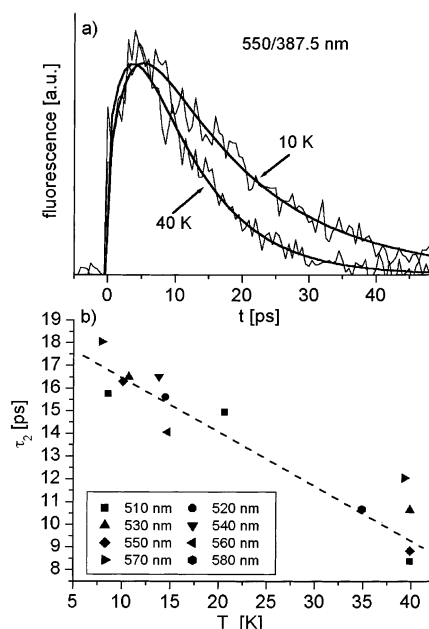 a)
550/387.5 nm
fluorescence [a.u.]
10 K
40 K
0 10 20 30 40
t [ps]
b)
19
18
17
16
15
14
13
12
11
10
9
8
τ₂ [ps]
510 nm 520 nm
530 nm 540 nm
550 nm 560 nm
570 nm 580 nm
5 10 15 20 25 30 35 40
T [K]